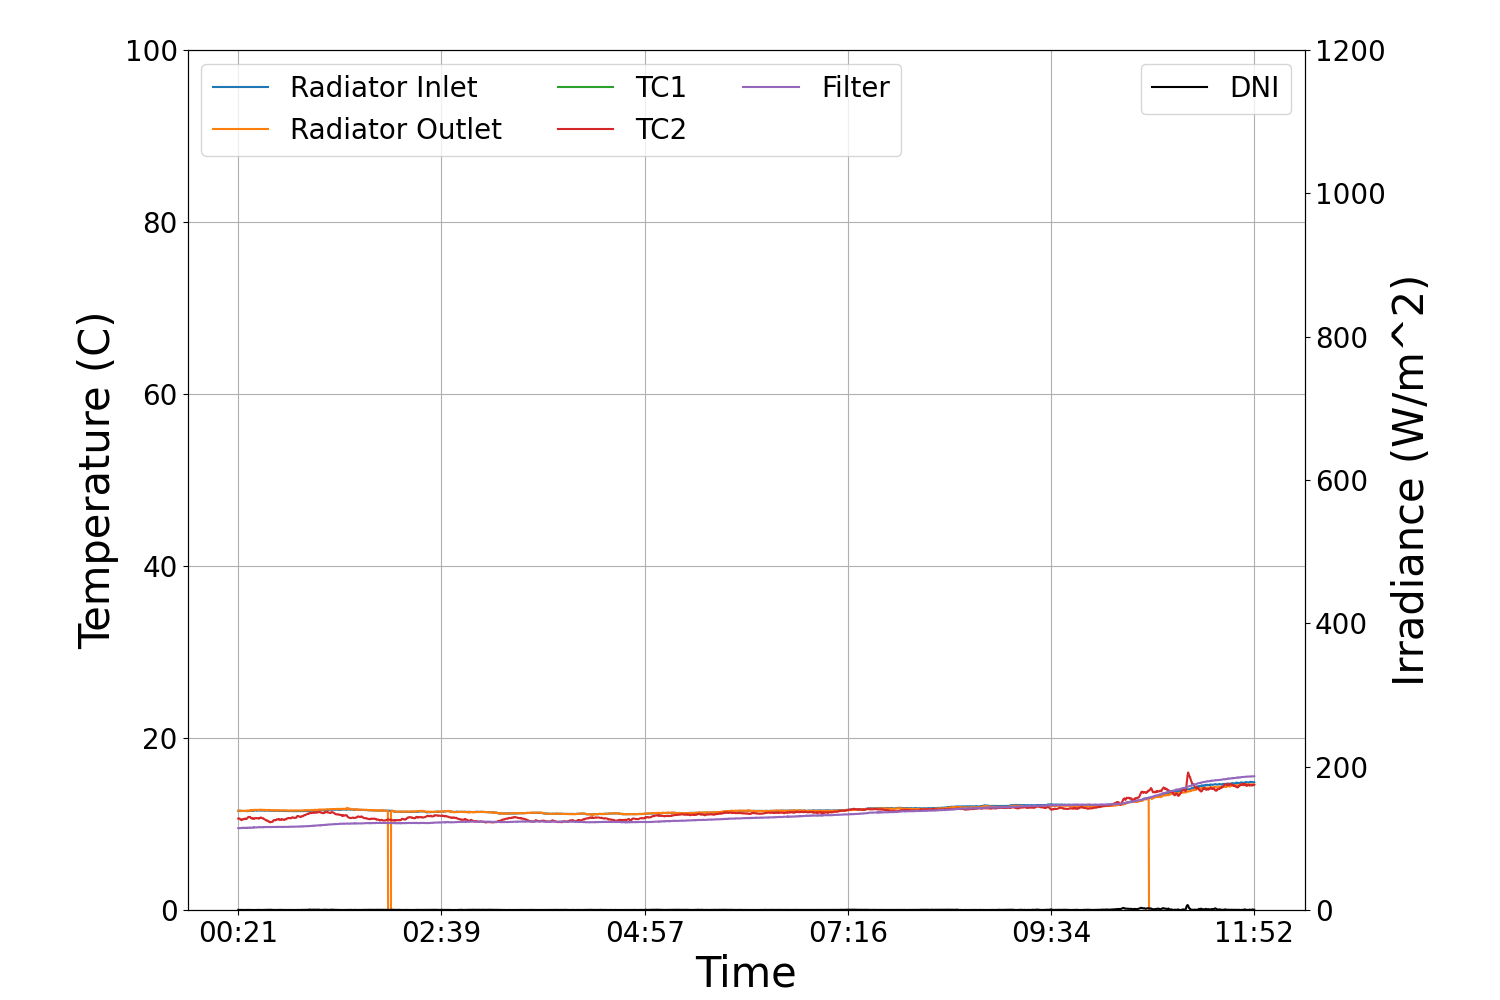 Radiator Inlet
Radiator Outlet
TC1
TC2
Filter
DNI
100
80
60
40
20
0
Temperature (C)
1200
1000
800
600
400
200
0
Irradiance (W/m^2)
00:21 02:39 04:57 07:16 09:34 11:52
Time